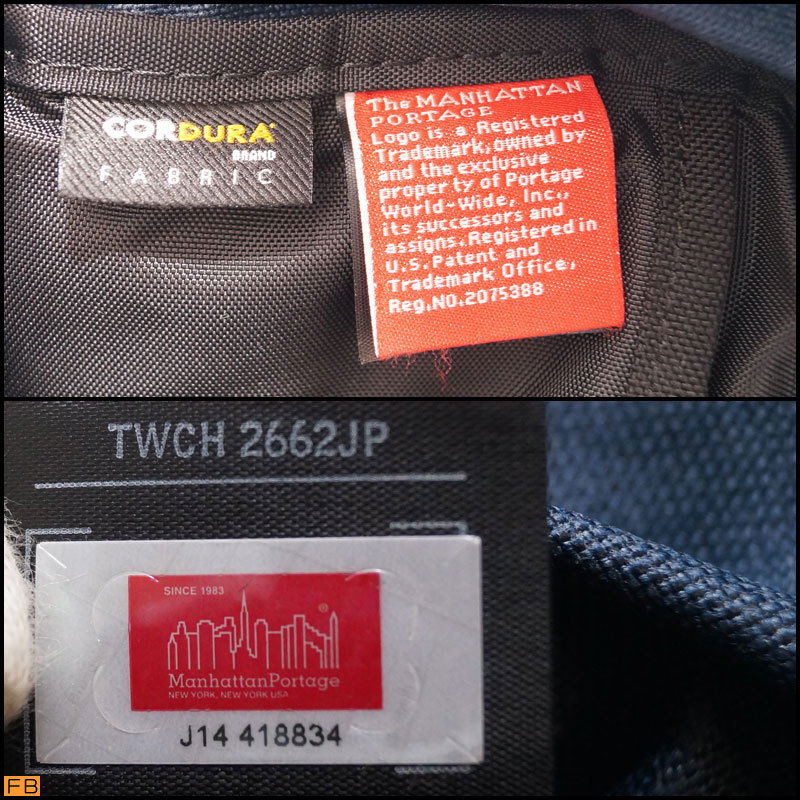 CORDURA®
BRAND
FABRIC
The MANHATTAN
PORTAGE
Logo is a Registered
Trademark, owned by
and the exclusive
property of Portage
World-Wide, Inc.,
its successors and
assigns. Registered in
U.S. Patent and
Trademark Office,
Reg.NO.2075388
TWCH 2662JP
SINCE 1983
®
ManhattanPortage
NEW YORK, NEW YORK USA
J14 418834
FB